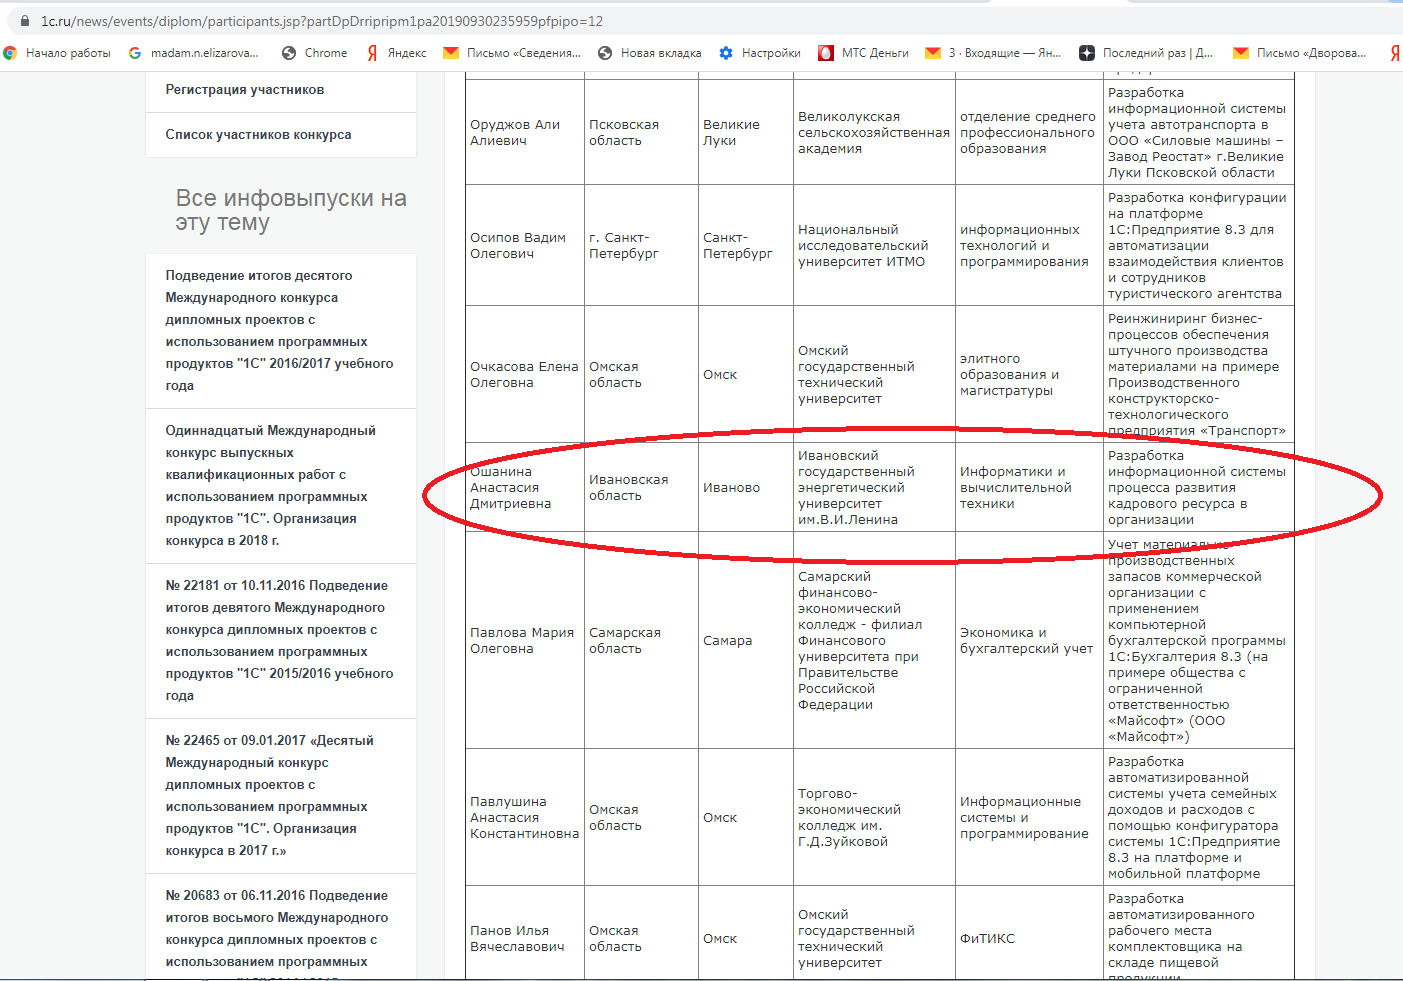 1c.ru/news/events/diplom/participants.jsp?partDpDrripripm1pa20190930235959pfpipo=12
Начало работы
madam.n.elizarova...
Chrome
Яндекс
Письмо «Сведения...
Новая вкладка
Настройки
МТС Деньги
3 · Входящие — Ян...
Последний раз | Д...
Письмо «Дворова...
Регистрация участников
Список участников конкурса
Все инфовыпуски на
эту тему
Подведение итогов десятого
Международного конкурса
дипломных проектов с
использованием программных
продуктов "1С" 2016/2017 учебного
года
Одиннадцатый Международный
конкурс выпускных
квалификационных работ с
использованием программных
продуктов "1С". Организация
конкурса в 2018 г.
№ 22181 от 10.11.2016 Подведение
итогов девятого Международного
конкурса дипломных проектов с
использованием программных
продуктов "1С" 2015/2016 учебного
года
№ 22465 от 09.01.2017 «Десятый
Международный конкурс
дипломных проектов с
использованием программных
продуктов "1С". Организация
конкурса в 2017 г.»
№ 20683 от 06.11.2016 Подведение
итогов восьмого Международного
конкурса дипломных проектов с
использованием программных
Оруджов Али
Алиевич
Псковская
область
Великие
Луки
Великолукская
сельскохозяйственная
академия
отделение среднего
профессионального
образования
Разработка
информационной системы
учета автотранспорта в
ООО «Силовые машины –
Завод Реостат» г.Великие
Луки Псковской области
Осипов Вадим
Олегович
г. Санкт-
Петербург
Санкт-
Петербург
Национальный
исследовательский
университет ИТМО
информационных
технологий и
программирования
Разработка конфигурации
на платформе
1С:Предприятие 8.3 для
автоматизации
взаимодействия клиентов
и сотрудников
туристического агентства
Очкасова Елена
Олеговна
Омская
область
Омск
Омский
государственный
технический
университет
элитного
образования и
магистратуры
Реинжиниринг бизнес-
процессов обеспечения
штучного производства
материалами на примере
Производственного
конструкторско-
технологического
предприятия «Транспорт»
Ошанина
Анастасия
Дмитриевна
Ивановская
область
Иваново
Ивановский
государственный
энергетический
университет
им.В.И.Ленина
Информатики и
вычислительной
техники
Разработка
информационной системы
процесса развития
кадрового ресурса в
организации
Павлова Мария
Олеговна
Самарская
область
Самара
Самарский
финансово-
экономический
колледж - филиал
Финансового
университета при
Правительстве
Российской
Федерации
Экономика и
бухгалтерский учет
Учет материально-
производственных
запасов коммерческой
организации с
применением
компьютерной
бухгалтерской программы
1С:Бухгалтерия 8.3 (на
примере общества с
ограниченной
ответственностью
«Майсофт» (ООО
«Майсофт»)
Павлушина
Анастасия
Константиновна
Омская
область
Омск
Торгово-
экономический
колледж им.
Г.Д.Зуйковой
Информационные
системы и
программирование
Разработка
автоматизированной
системы учета семейных
доходов и расходов с
помощью конфигуратора
системы 1С:Предприятие
8.3 на платформе и
мобильной платформе
Панов Илья
Вячеславович
Омская
область
Омск
Омский
государственный
технический
университет
ФиТИКС
Разработка
автоматизированного
рабочего места
комплектовщика на
складе пищевой
продукции